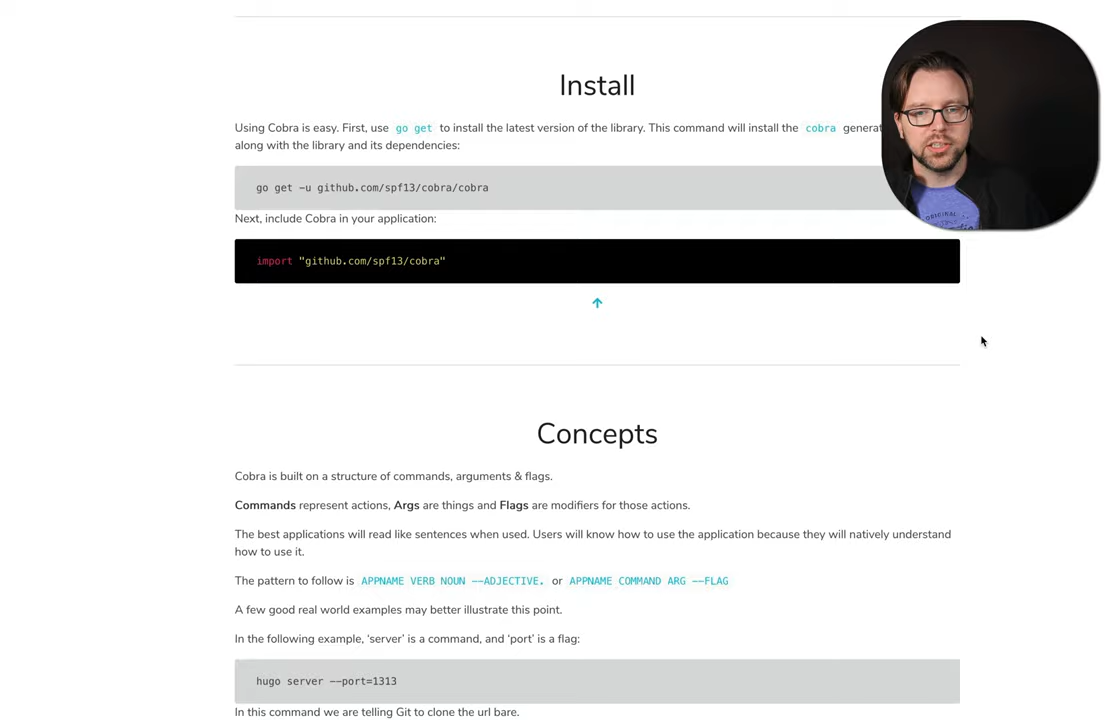 Install
Using Cobra is easy. First, use go get to install the latest version of the library. This command will install the cobra
along with the library and its dependencies:
go get -u github.com/spf13/cobra/cobra
Next, include Cobra in your application:
import "github.com/spf13/cobra"
Concepts
Cobra is built on a structure of commands, arguments & flags.
Commands represent actions, Args are things and Flags are modifiers for those actions.
The best applications will read like sentences when used. Users will know how to use the application because they will natively understand
how to use it.
The pattern to follow is APPNAME VERB NOUN --ADJECTIVE. or APPNAME COMMAND ARG --FLAG
A few good real world examples may better illustrate this point.
In the following example, ‘server’ is a command, and ‘port’ is a flag:
hugo server --port=1313
In this command we are telling Git to clone the url bare.
ORIGINAL